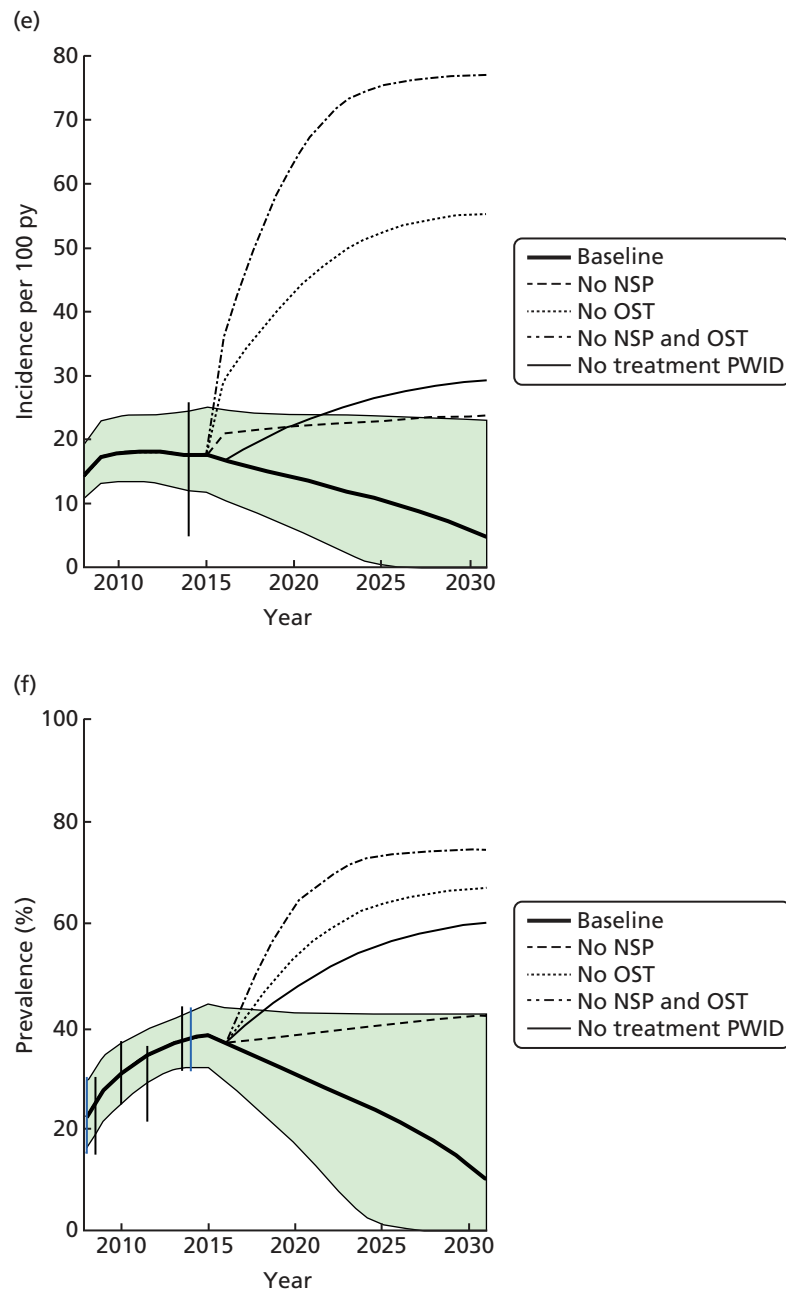 (e)
80
70
60
50
40
30
20
10
0
Incidence per 100 py
2010 2015 2020 2025 2030
Year
Baseline
No NSP
No OST
No NSP and OST
No treatment PWID
(f)
100
80
60
40
20
0
Prevalence (%)
2010 2015 2020 2025 2030
Year
Baseline
No NSP
No OST
No NSP and OST
No treatment PWID